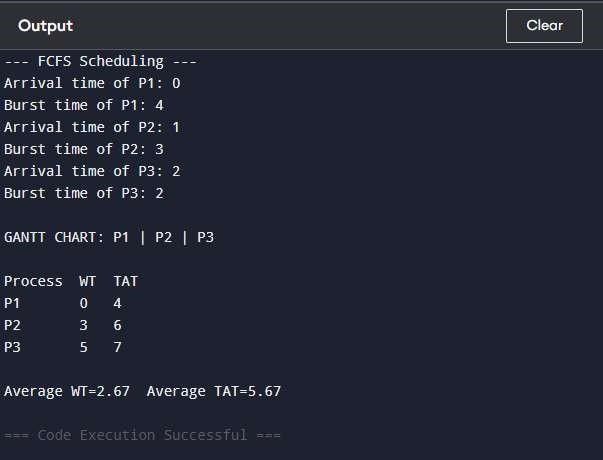 Output
Clear
--- FCFS Scheduling ---
Arrival time of P1: 0
Burst time of P1: 4
Arrival time of P2: 1
Burst time of P2: 3
Arrival time of P3: 2
Burst time of P3: 2
GANTT CHART: P1 | P2 | P3
Process  WT  TAT
P1       0   4
P2       3   6
P3       5   7
Average WT=2.67  Average TAT=5.67
=== Code Execution Successful ===